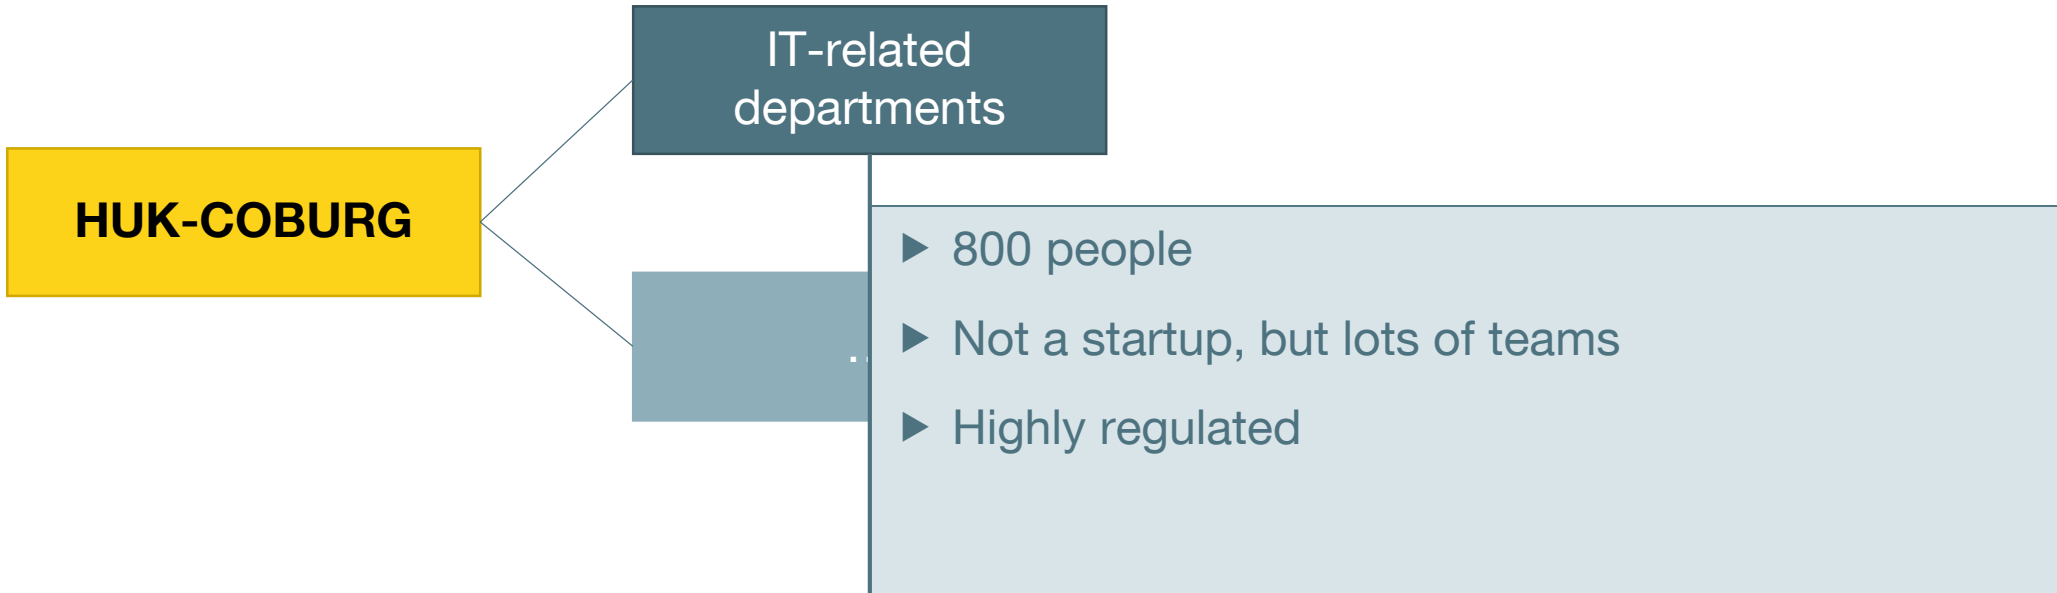 IT-related
departments
HUK-COBURG
▶ 800 people
▶ Not a startup, but lots of teams
▶ Highly regulated